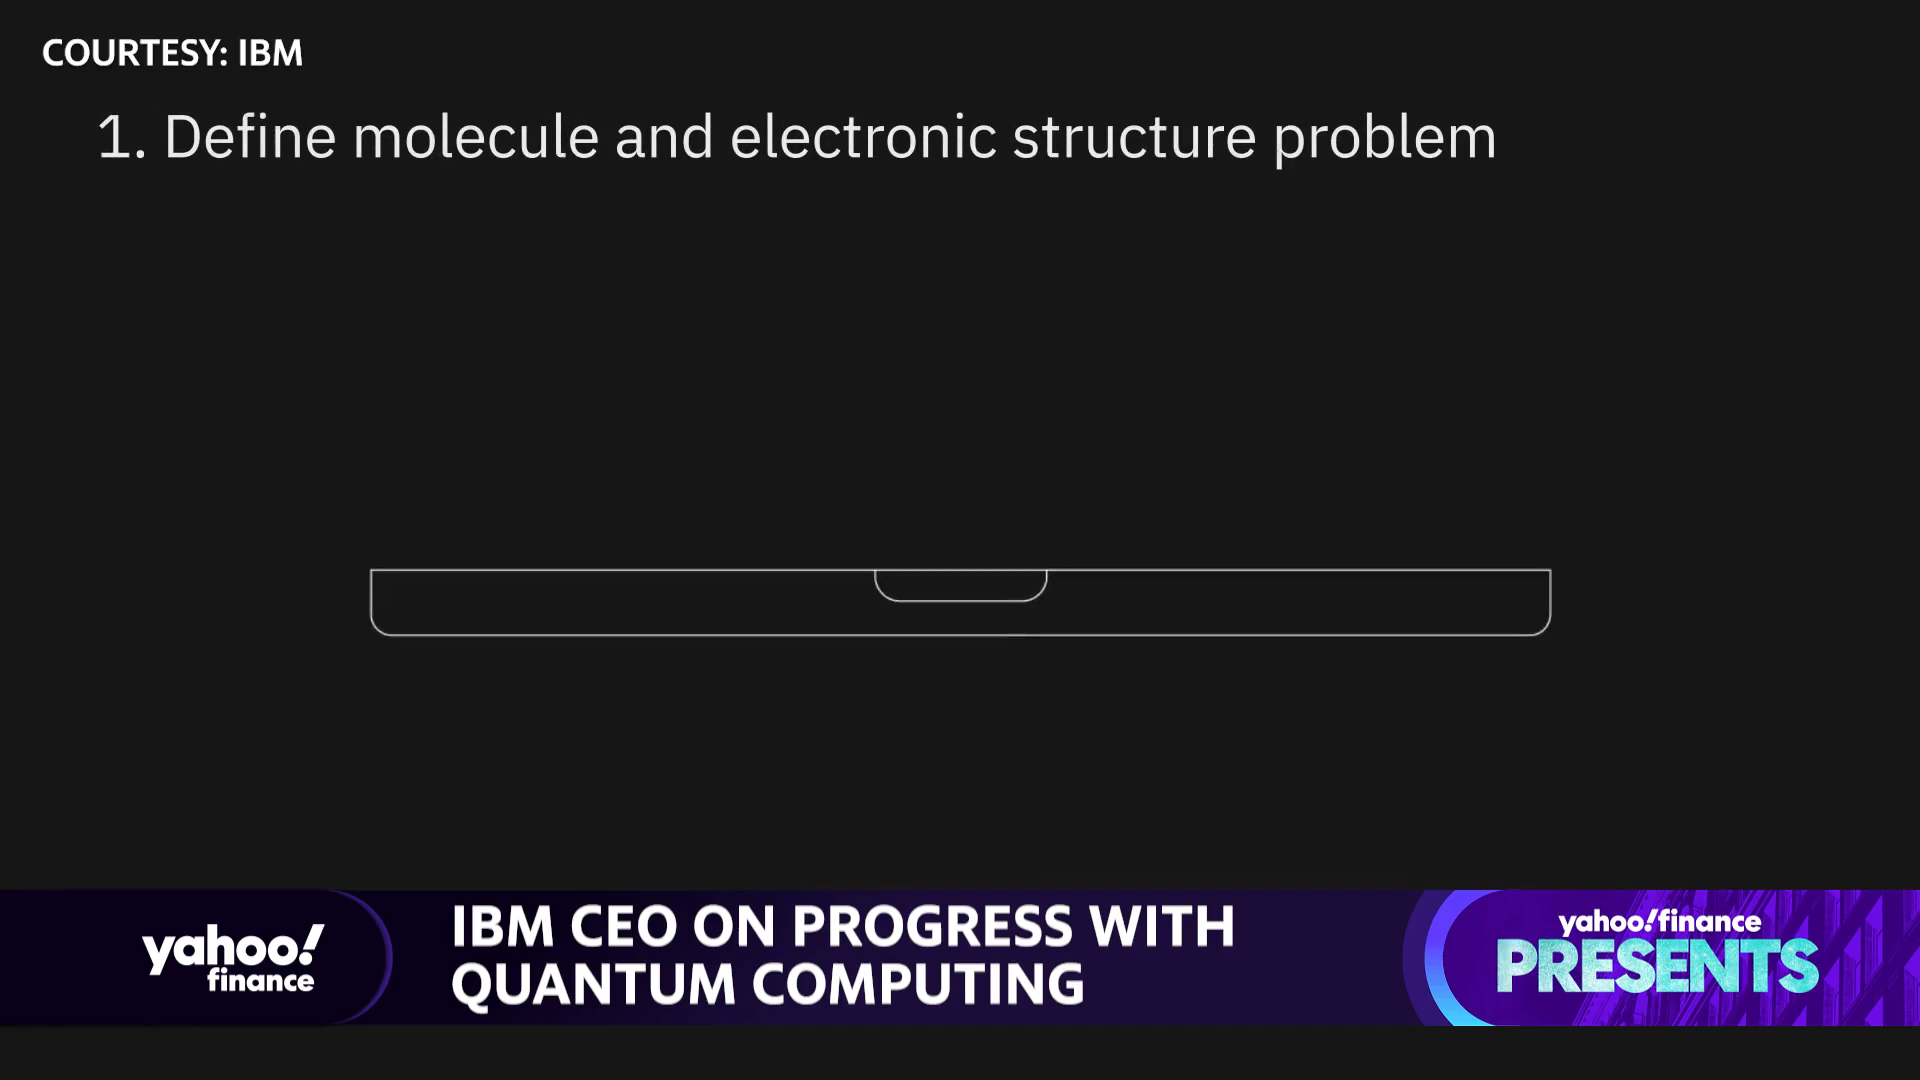 COURTESY: IBM
1. Define molecule and electronic structure problem
yahoo!
finance
IBM CEO ON PROGRESS WITH
QUANTUM COMPUTING
yahoo!finance
PRESENTS